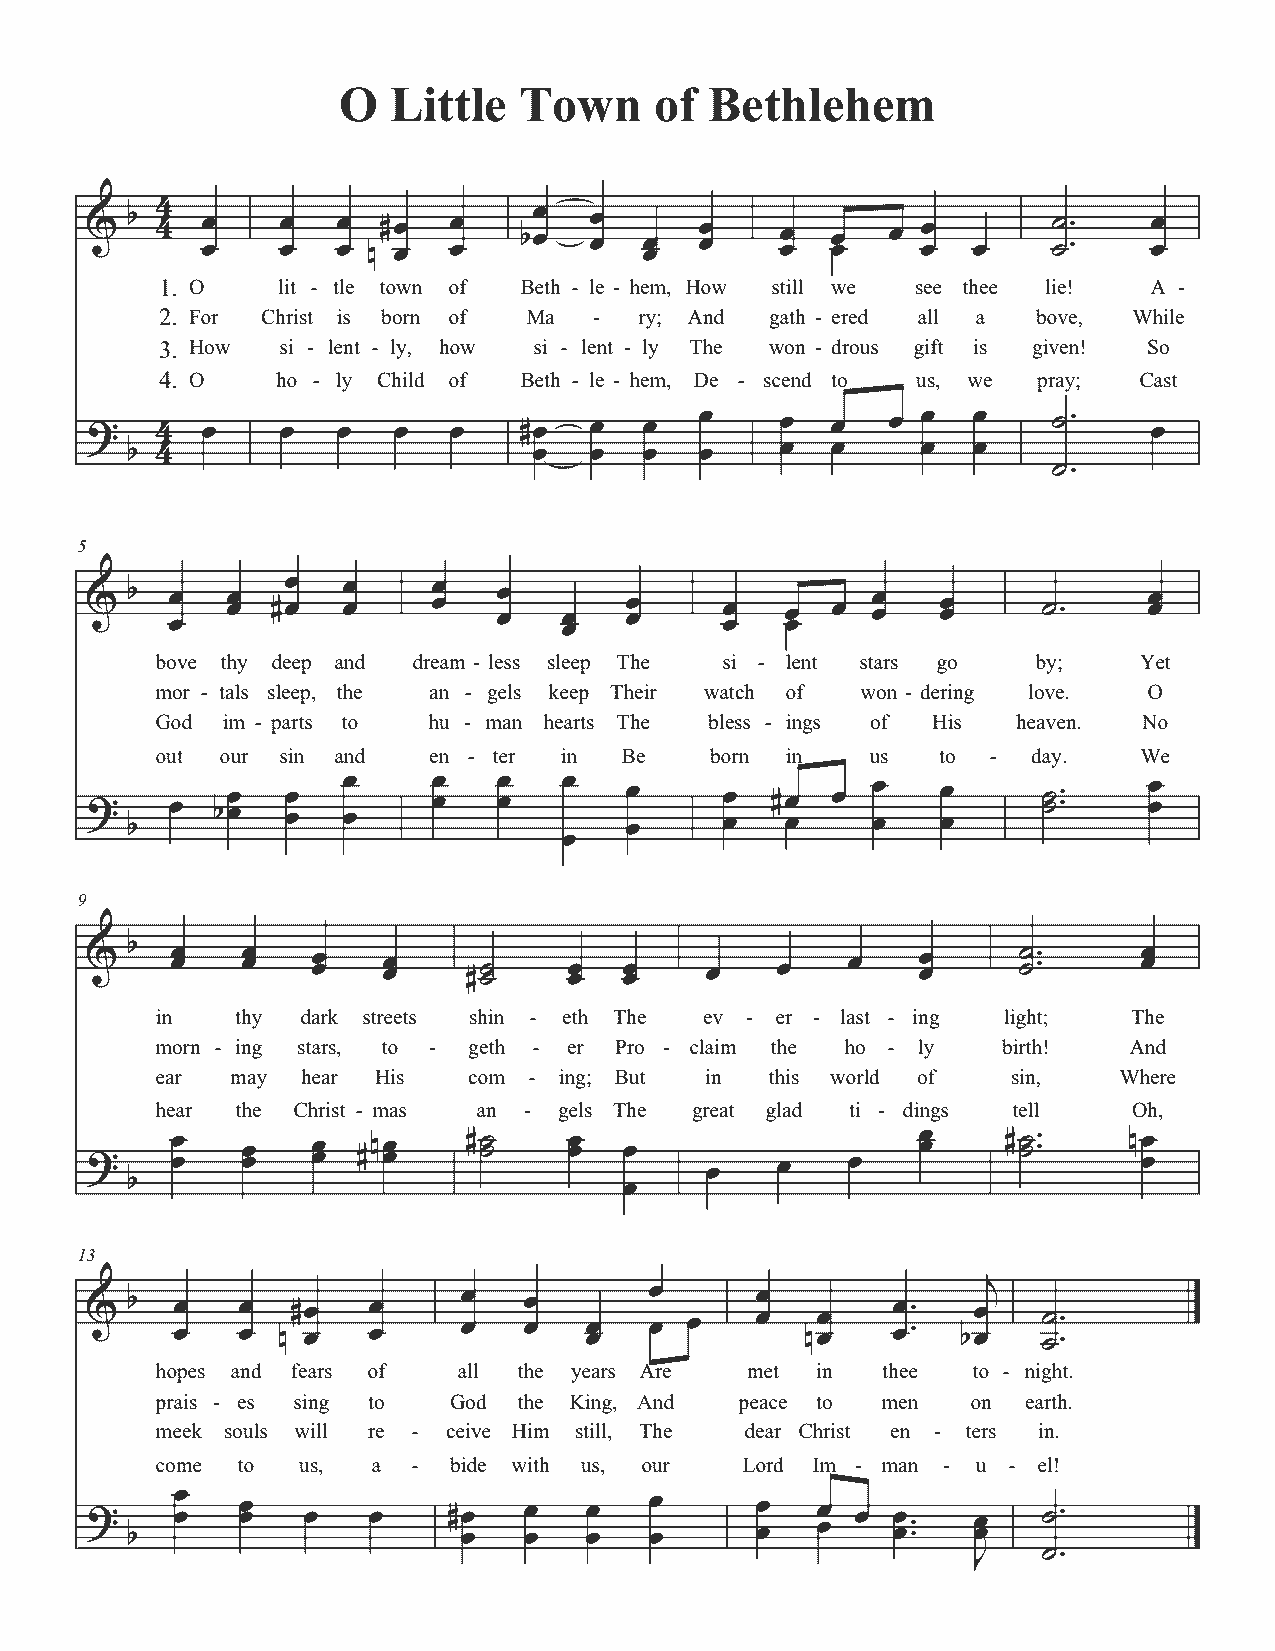 O Little Town of Bethlehem
4 4
1. O lit - tle town of Beth - le - hem, How still we see thee lie! A -
2. For Christ is born of Ma - ry; And gath - ered all a bove, While
3. How si - lent - ly, how si - lent - ly The won - drous gift is given! So
4. O ho - ly Child of Beth - le - hem, De - scend to us, we pray; Cast
4 4
5
bove thy deep and dream - less sleep The si - lent stars go by; Yet
mor - tals sleep, the an - gels keep Their watch of won - dering love. O
God im - parts to hu - man hearts The bless - ings of His heaven. No
out our sin and en - ter in Be born in us to - day. We
9
in thy dark streets shin - eth The ev - er - last - ing light; The
morn - ing stars, to - geth - er Pro - claim the ho - ly birth! And
ear may hear His com - ing; But in this world of sin, Where
hear the Christ - mas an - gels The great glad ti - dings tell Oh,
13
hopes and fears of all the years Are met in thee to - night.
prais - es sing to God the King, And peace to men on earth.
meek souls will re - ceive Him still, The dear Christ en - ters in.
come to us, a - bide with us, our Lord Im - man - u - el!